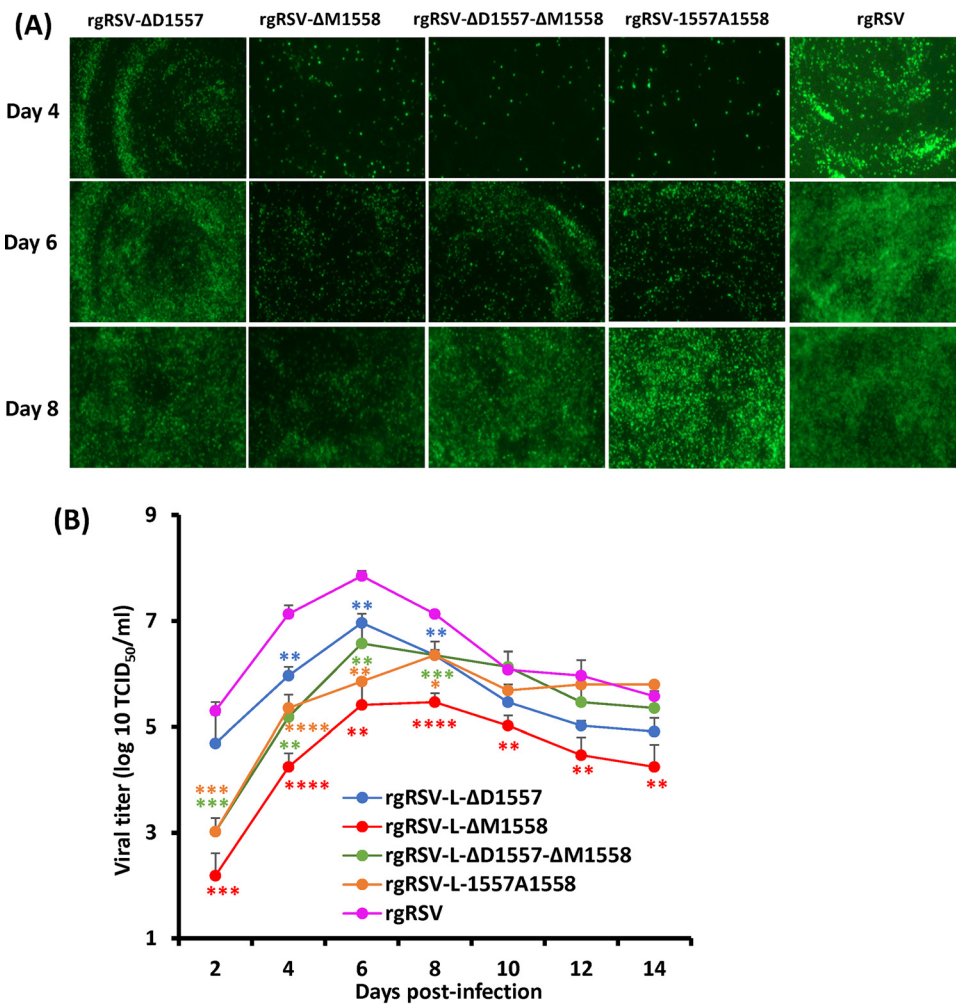 (A)
rgRSV-ΔD1557 rgRSV-ΔM1558 rgRSV-ΔD1557-ΔM1558 rgRSV-1557A1558 rgRSV
Day 4
Day 6
Day 8
(B)
Viral titer (log 10 TCID50/ml)
9
7
5
3
1
** 
**
**
**
**
***
*
****
**
****
**
****
**
**
**
***
***
***
rgRSV-L-ΔD1557
rgRSV-L-ΔM1558
rgRSV-L-ΔD1557-ΔM1558
rgRSV-L-1557A1558
rgRSV
2 4 6 8 10 12 14
Days post-infection